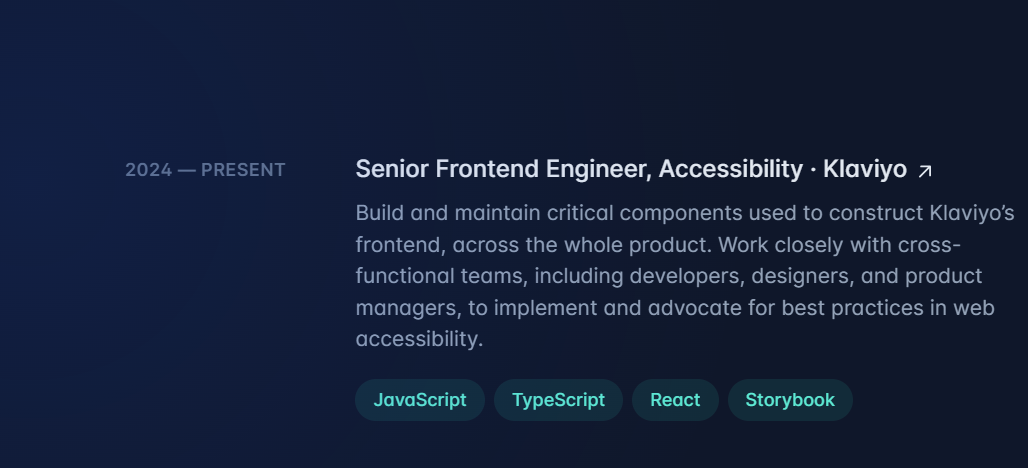 2024 — PRESENT
Senior Frontend Engineer, Accessibility · Klaviyo
Build and maintain critical components used to construct Klaviyo’s
frontend, across the whole product. Work closely with cross-
functional teams, including developers, designers, and product
managers, to implement and advocate for best practices in web
accessibility.
JavaScript TypeScript React Storybook